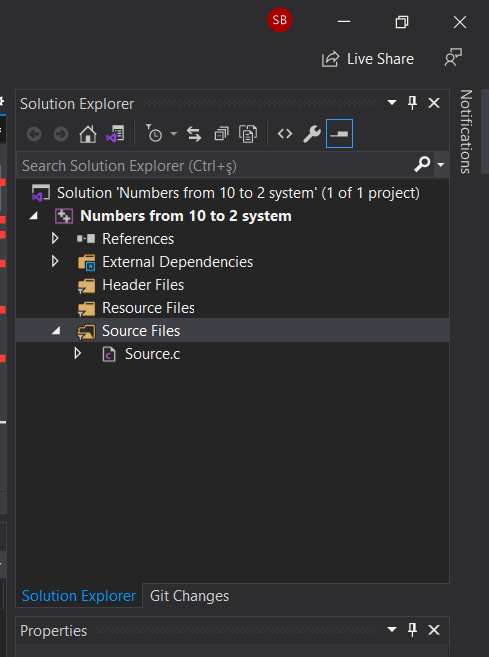 SB
Live Share
Solution Explorer
Notifications
Search Solution Explorer (Ctrl+ş)
Solution 'Numbers from 10 to 2 system' (1 of 1 project)
Numbers from 10 to 2 system
References
External Dependencies
Header Files
Resource Files
Source Files
Source.c
Solution Explorer Git Changes
Properties